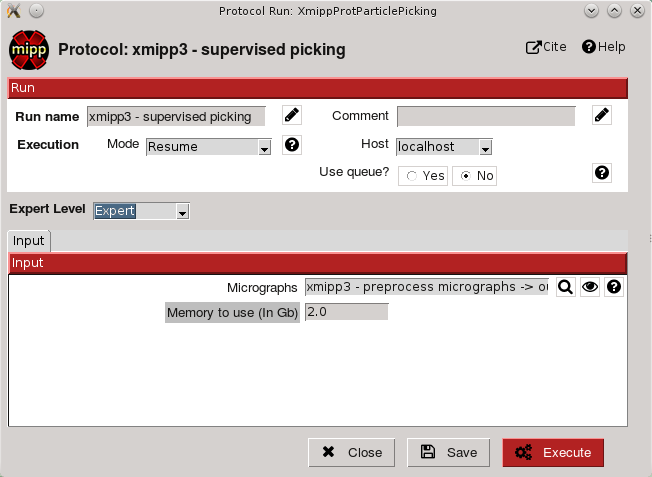 Protocol Run: XmippProtParticlePicking
mipp Protocol: xmipp3 - supervised picking Cite Help
Run
Run name xmipp3 - supervised picking Comment
Execution Mode Resume Host localhost
Use queue? Yes No
Expert Level Expert
Input
Input
Micrographs xmipp3 - preprocess micrographs -> ou
Memory to use (In Gb) 2.0
Close Save Execute